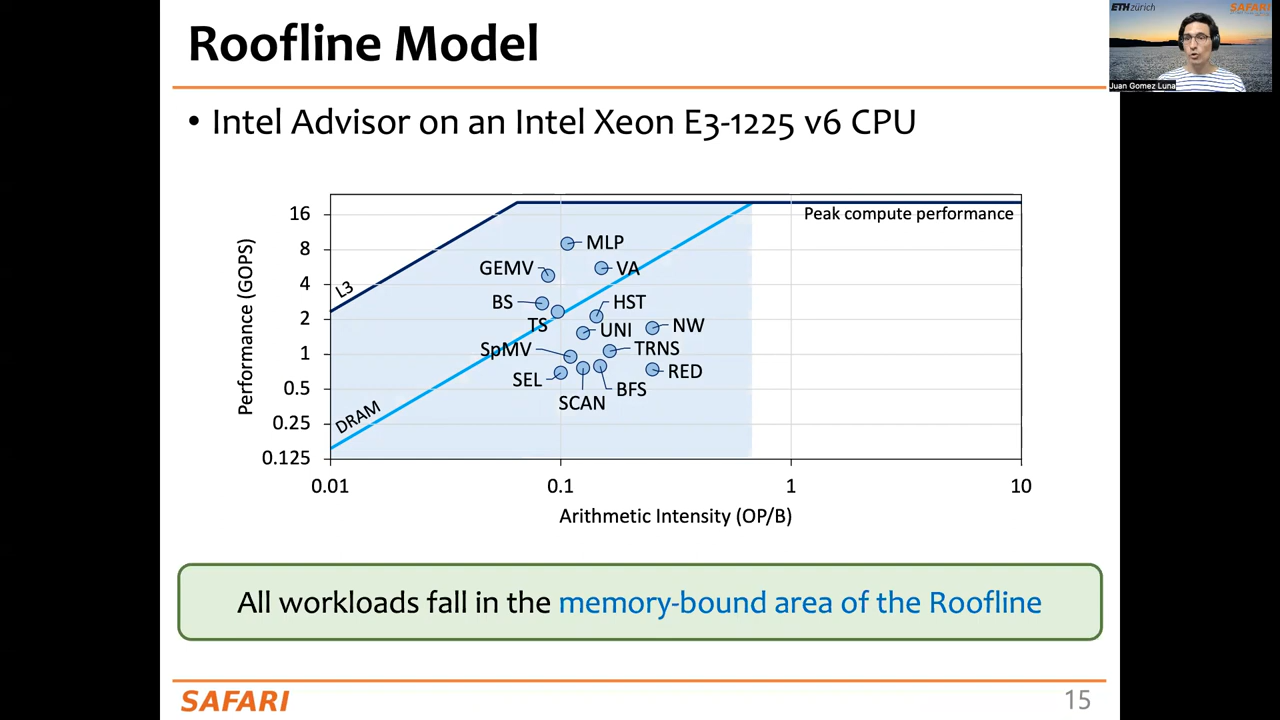 Roofline Model
ETH zürich
SAFARI
Juan Gomez Luna
• Intel Advisor on an Intel Xeon E3-1225 v6 CPU
Performance (GOPS)
16
8
4
2
1
0.5
0.25
0.125
L3
DRAM
Peak compute performance
MLP
GEMV
VA
BS
HST
TS
UNI
NW
SpMV
TRNS
SEL
RED
BFS
SCAN
0.01
0.1
1
10
Arithmetic Intensity (OP/B)
All workloads fall in the memory-bound area of the Roofline
SAFARI
15